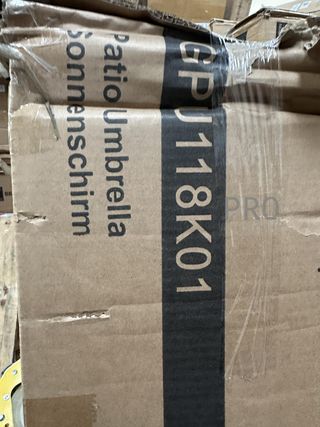 GPU118K01
PRO
Patio Umbrella
Sonnenschirm